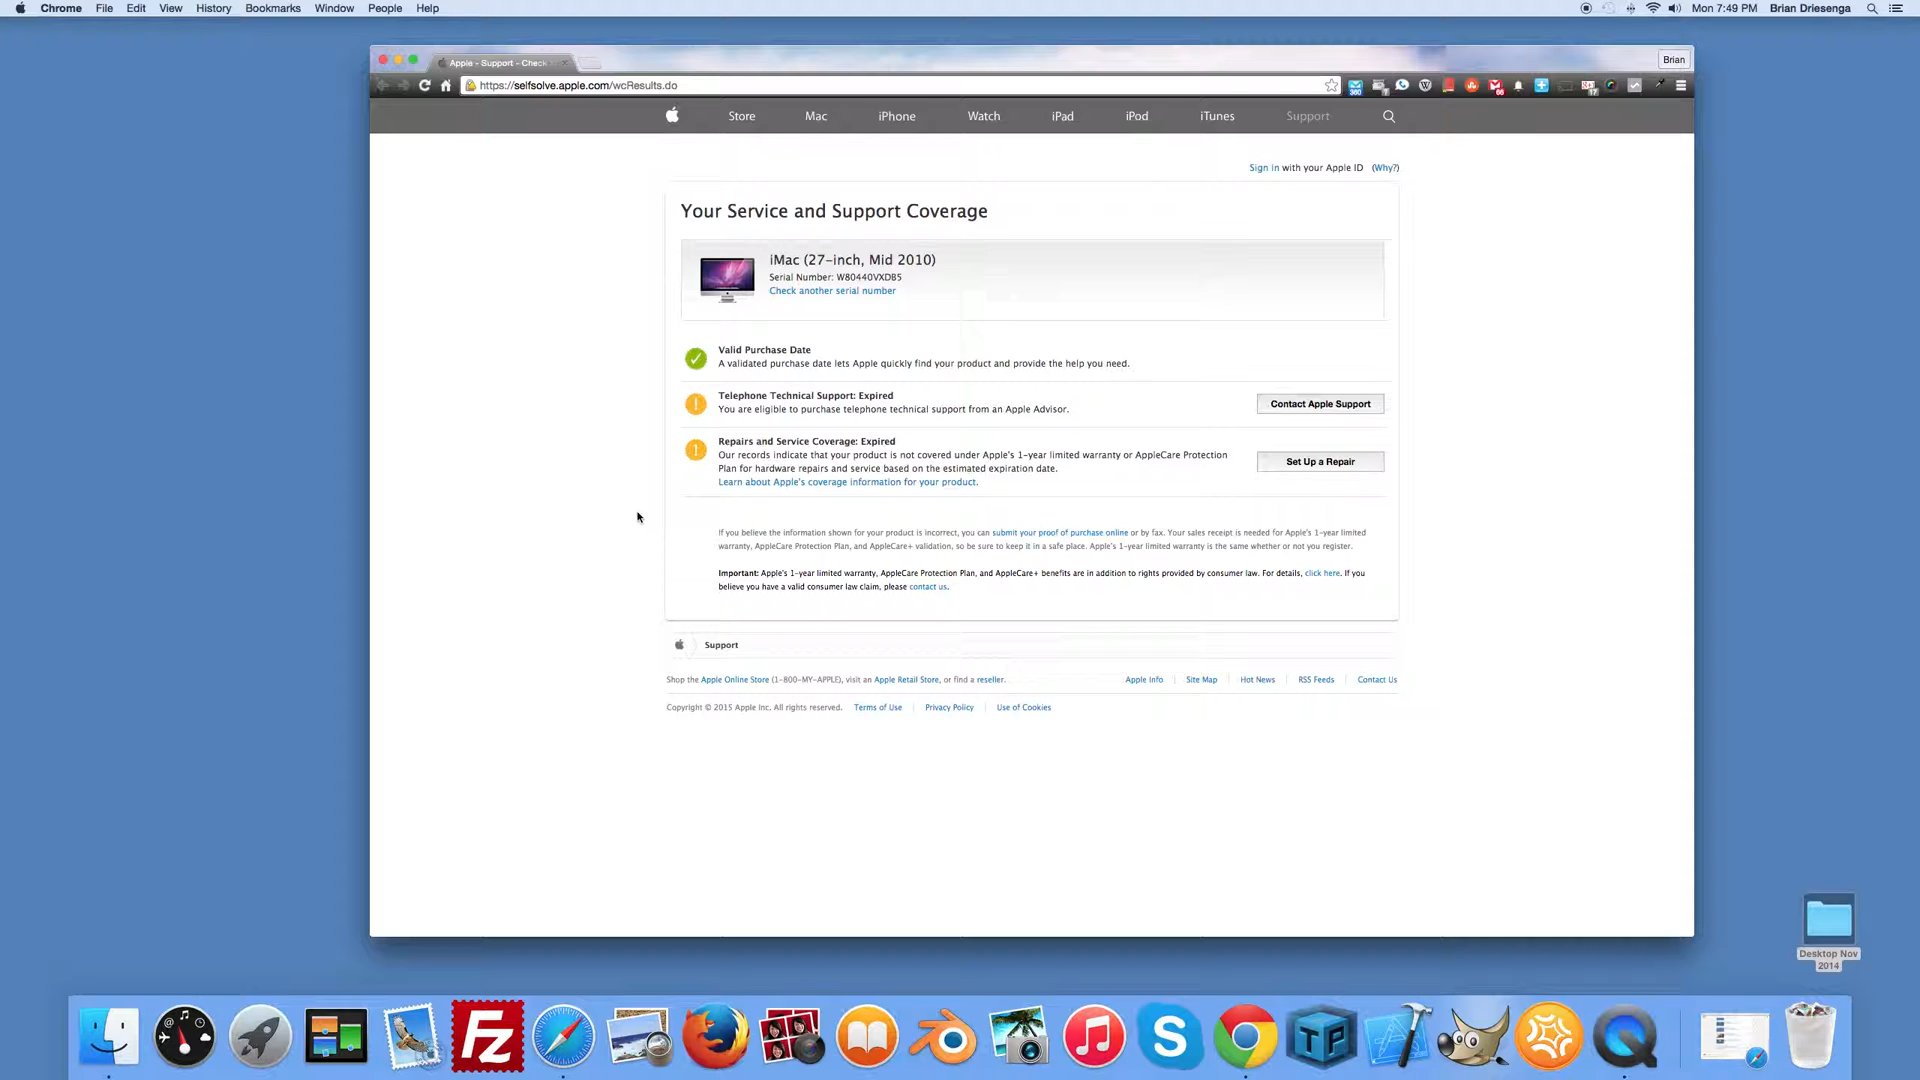 Chrome File Edit View History Bookmarks Window People Help
Mon 7:49 PM Brian Driesenga
Apple - Support - Check
Brian
https://selfsolve.apple.com/wcResults.do
Store Mac iPhone Watch iPad iPod iTunes Support
Sign in with your Apple ID (Why?)
Your Service and Support Coverage
iMac (27-inch, Mid 2010)
Serial Number: W80440VXDB5
Check another serial number
Valid Purchase Date
A validated purchase date lets Apple quickly find your product and provide the help you need.
Telephone Technical Support: Expired
You are eligible to purchase telephone technical support from an Apple Advisor.
Contact Apple Support
Repairs and Service Coverage: Expired
Our records indicate that your product is not covered under Apple's 1-year limited warranty or AppleCare Protection
Plan for hardware repairs and service based on the estimated expiration date.
Learn about Apple's coverage information for your product.
Set Up a Repair
If you believe the information shown for your product is incorrect, you can submit your proof of purchase online or by fax. Your sales receipt is needed for Apple's 1-year limited
warranty, AppleCare Protection Plan, and AppleCare+ validation, so be sure to keep it in a safe place. Apple's 1-year limited warranty is the same whether or not you register.
Important: Apple's 1-year limited warranty, AppleCare Protection Plan, and AppleCare+ benefits are in addition to rights provided by consumer law. For details, click here. If you
believe you have a valid consumer law claim, please contact us.
Support
Shop the Apple Online Store (1-800-MY-APPLE), visit an Apple Retail Store, or find a reseller.
Apple Info Site Map Hot News RSS Feeds Contact Us
Copyright © 2015 Apple Inc. All rights reserved. Terms of Use Privacy Policy Use of Cookies
Desktop Nov
2014
Fz
S
TP